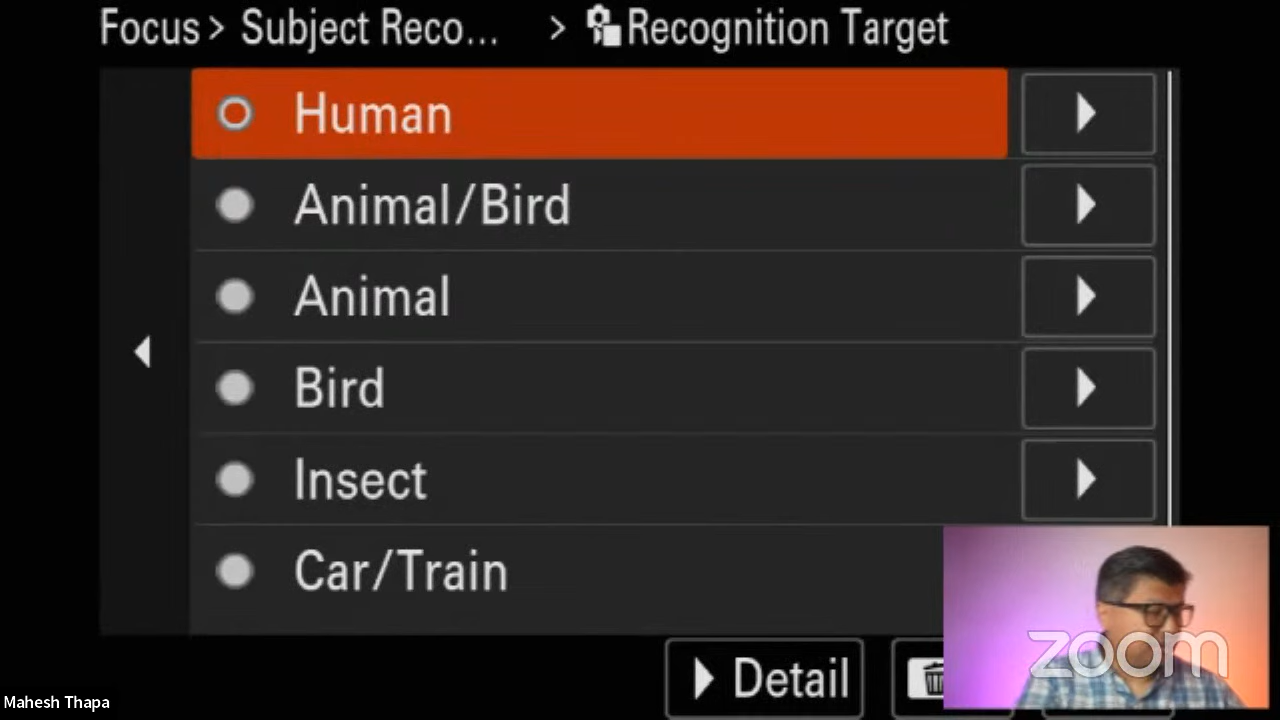 Focus > Subject Reco... > Recognition Target
Human
Animal/Bird
Animal
Bird
Insect
Car/Train
Detail
zoom
Mahesh Thapa